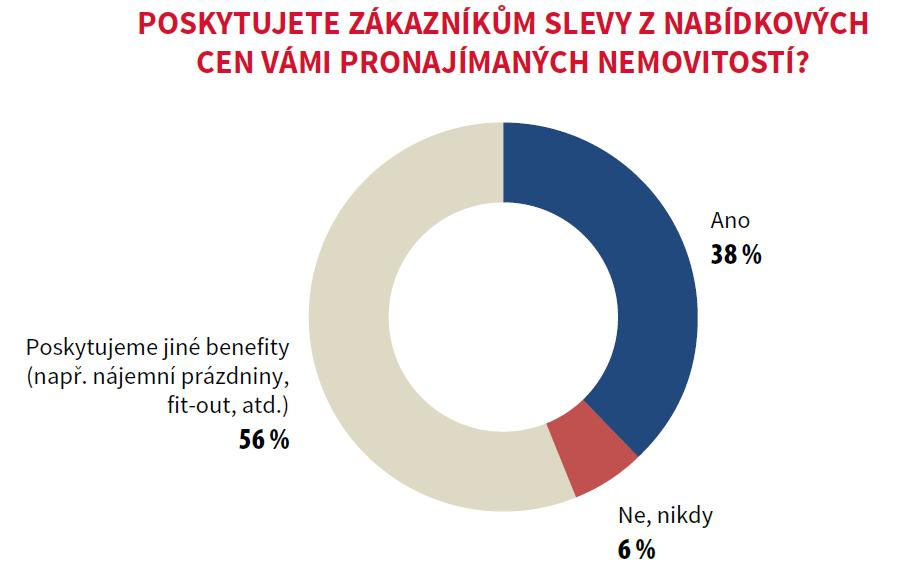 POSKYTUJETE ZÁKAZNÍKŮM SLEVY Z NABÍDKOVÝCH
CEN VÁMI PRONAJÍMANÝCH NEMOVITOSTÍ?
Ano
38 %
Poskytujeme jiné benefity
(např. nájemní prázdniny,
fit-out, atd.)
56 %
Ne, nikdy
6 %